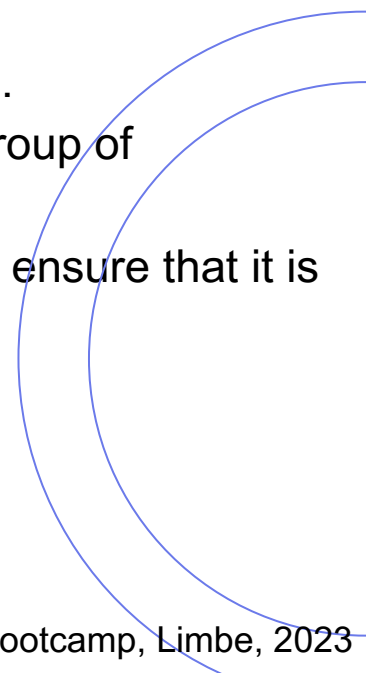 .
roup of
ensure that it is
ootcamp, Limbe, 2023